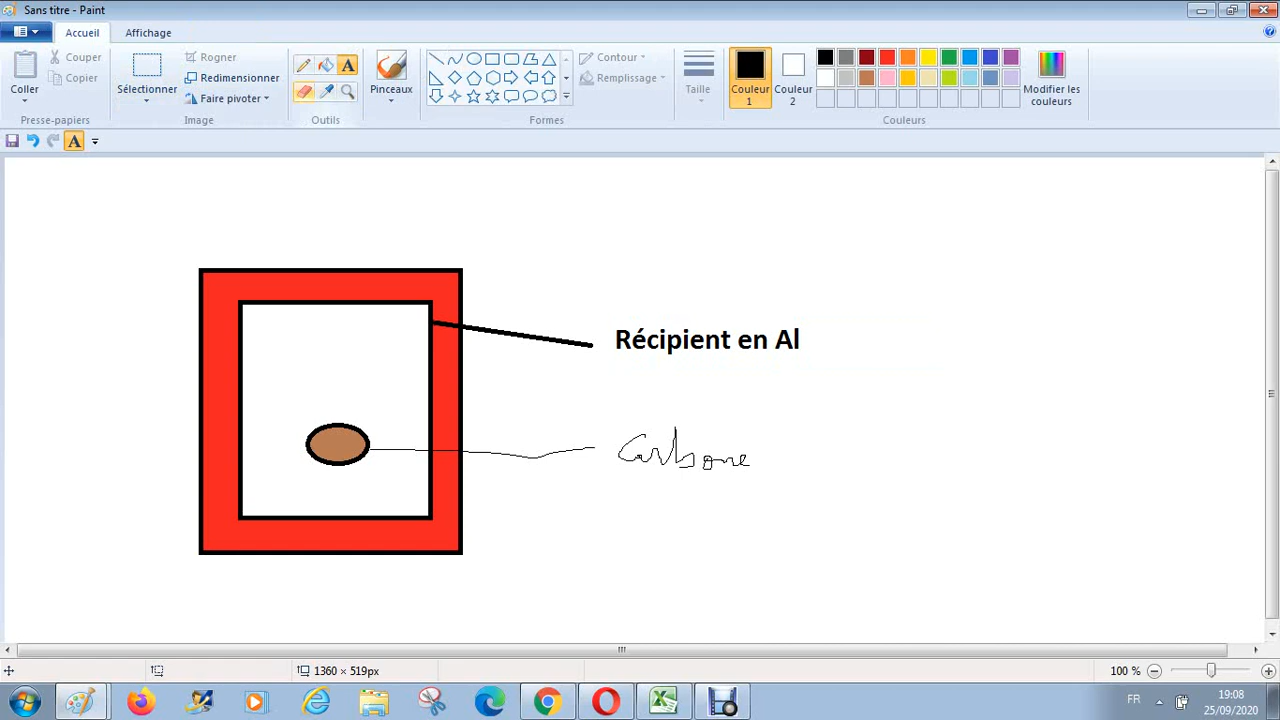 Sans titre - Paint
Accueil
Affichage
Coller
Couper
Copier
Presse-papiers
Sélectionner
Rogner
Redimensionner
Faire pivoter
Image
A
Outils
Pinceaux
Formes
Contour
Remplissage
Taille
Couleur 1
Couleur 2
Modifier les couleurs
Couleurs
A
Récipient en Al
Carbone
1360 × 519px
100 %
FR
19:08
25/09/2020